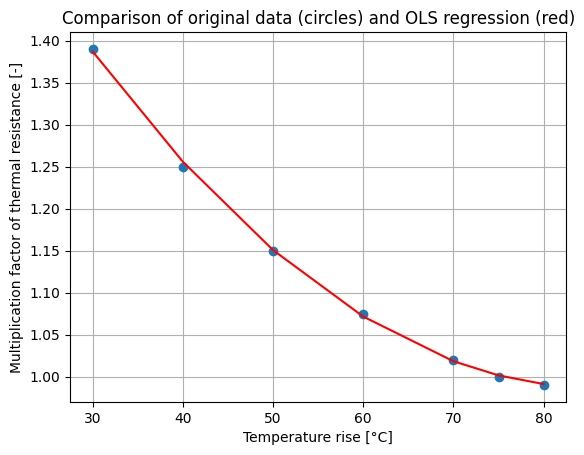 Comparison of original data (circles) and OLS regression (red)
1.40
1.35
1.30
1.25
1.20
1.15
1.10
1.05
1.00
Multiplication factor of thermal resistance [-]
30 40 50 60 70 80
Temperature rise [°C]